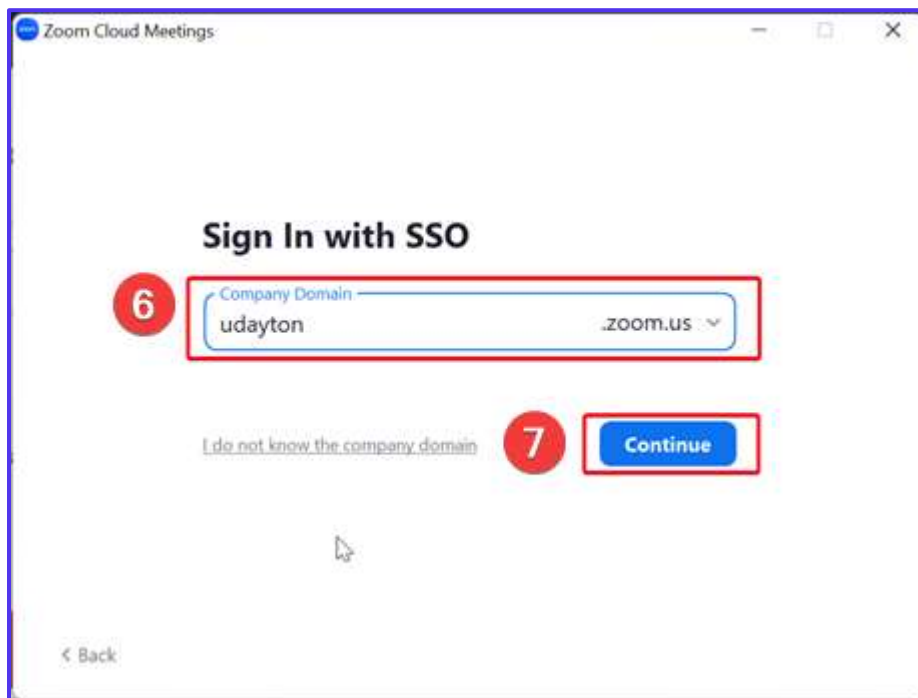 Zoom Cloud Meetings
Sign In with SSO
6
Company Domain
udayton .zoom.us
I do not know the company domain
7
Continue
Back